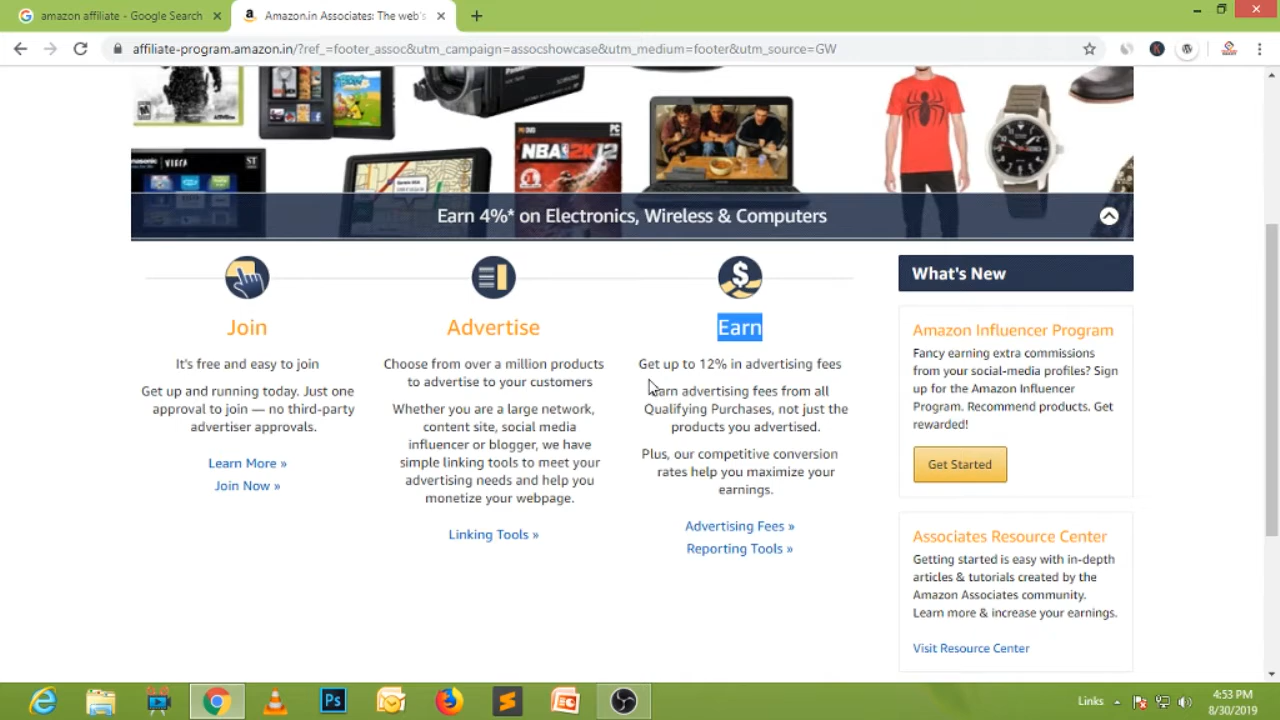 amazon affiliate - Google Search
Amazon.in Associates: The web's
affiliate-program.amazon.in/?ref_=footer_assoc&utm_campaign=assocshowcase&utm_medium=footer&utm_source=GW
NBA 2K12
PC
Earn 4%* on Electronics, Wireless & Computers
Join
It's free and easy to join
Get up and running today. Just one
approval to join — no third-party
advertiser approvals.
Learn More »
Join Now »
Advertise
Choose from over a million products
to advertise to your customers
Whether you are a large network,
content site, social media
influencer or blogger, we have
simple linking tools to meet your
advertising needs and help you
monetize your webpage.
Linking Tools »
Earn
Get up to 12% in advertising fees
Earn advertising fees from all
Qualifying Purchases, not just the
products you advertised.
Plus, our competitive conversion
rates help you maximize your
earnings.
Advertising Fees »
Reporting Tools »
What's New
Amazon Influencer Program
Fancy earning extra commissions
from your social-media profiles? Sign
up for the Amazon Influencer
Program. Recommend products. Get
rewarded!
Get Started
Associates Resource Center
Getting started is easy with in-depth
articles & tutorials created by the
Amazon Associates community.
Learn more & increase your earnings.
Visit Resource Center
Ps
Links
4:53 PM
8/30/2019